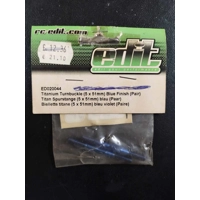 rc.edit.com
edit
ED220044
Titanium Turnbuckle (5 x 51mm) Blue Finish (Pair)
Titan Spurstange (5 x 51mm) blau (Paar)
Biellette titane (5 x 51mm) bleu violet (Paire)